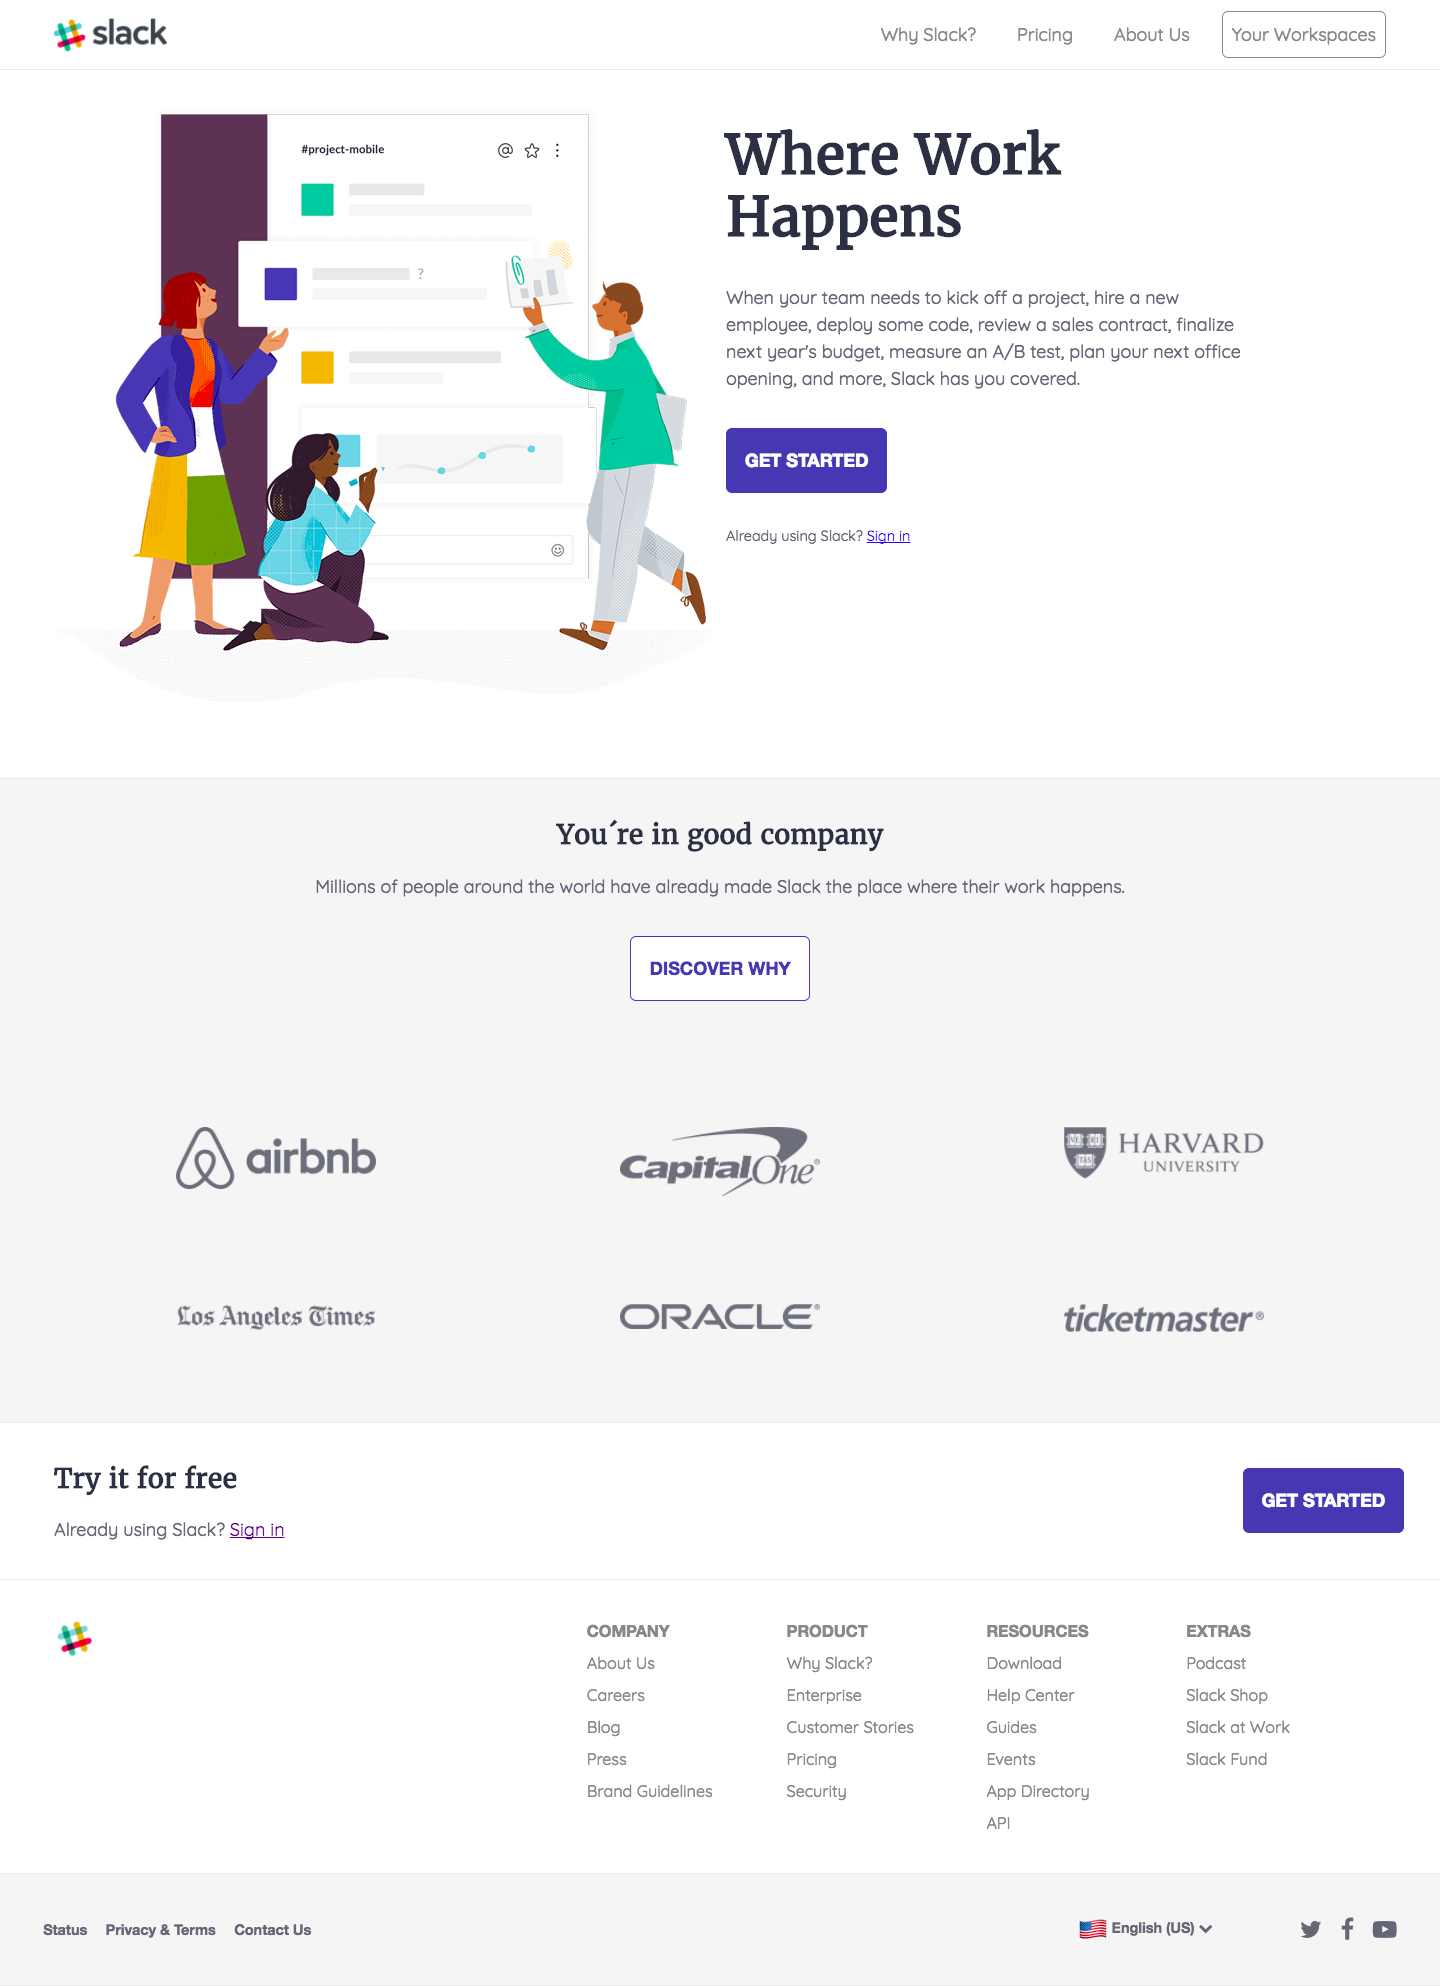 slack
Why Slack? Pricing About Us Your Workspaces
#project-mobile
?
Where Work
Happens
When your team needs to kick off a project, hire a new
employee, deploy some code, review a sales contract, finalize
next year's budget, measure an A/B test, plan your next office
opening, and more, Slack has you covered.
GET STARTED
Already using Slack? Sign in
You´re in good company
Millions of people around the world have already made Slack the place where their work happens.
DISCOVER WHY
airbnb
CapitalOne®
HARVARD
UNIVERSITY
Los Angeles Times
ORACLE®
ticketmaster®
Try it for free
Already using Slack? Sign in
GET STARTED
COMPANY
About Us
Careers
Blog
Press
Brand Guidelines
PRODUCT
Why Slack?
Enterprise
Customer Stories
Pricing
Security
RESOURCES
Download
Help Center
Guides
Events
App Directory
API
EXTRAS
Podcast
Slack Shop
Slack at Work
Slack Fund
Status Privacy & Terms Contact Us
English (US)